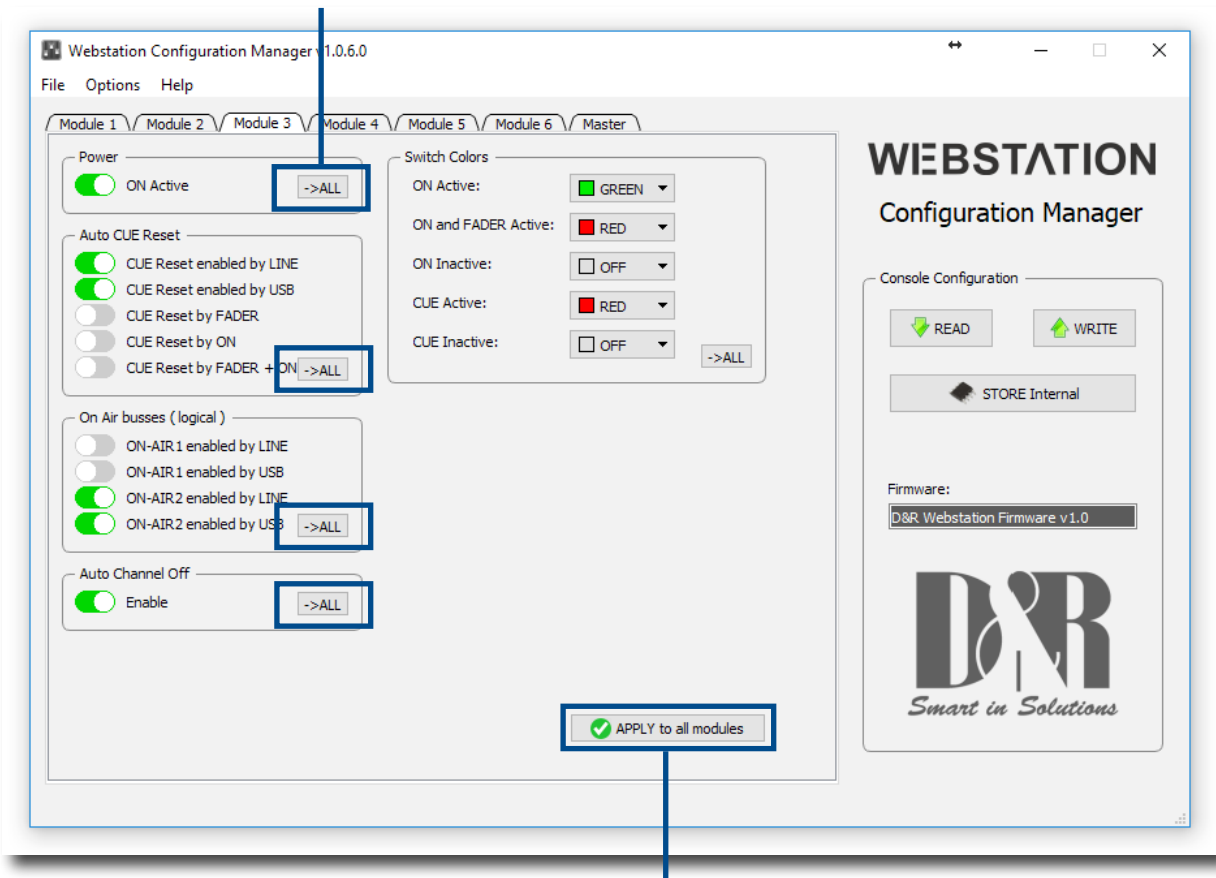 Webstation Configuration Manager v1.0.6.0
File Options Help
Module 1 Module 2 Module 3 Module 4 Module 5 Module 6 Master
Power
ON Active
->ALL
Auto CUE Reset
CUE Reset enabled by LINE
CUE Reset enabled by USB
CUE Reset by FADER
CUE Reset by ON
CUE Reset by FADER + ON
->ALL
On Air busses ( logical )
ON-AIR1 enabled by LINE
ON-AIR1 enabled by USB
ON-AIR2 enabled by LINE
ON-AIR2 enabled by USB
->ALL
Auto Channel Off
Enable
->ALL
Switch Colors
ON Active: GREEN
ON and FADER Active: RED
ON Inactive: OFF
CUE Active: RED
CUE Inactive: OFF
->ALL
APPLY to all modules
WEBSTATION
Configuration Manager
Console Configuration
READ WRITE
STORE Internal
Firmware:
D&R Webstation Firmware v1.0
D&R
Smart in Solutions